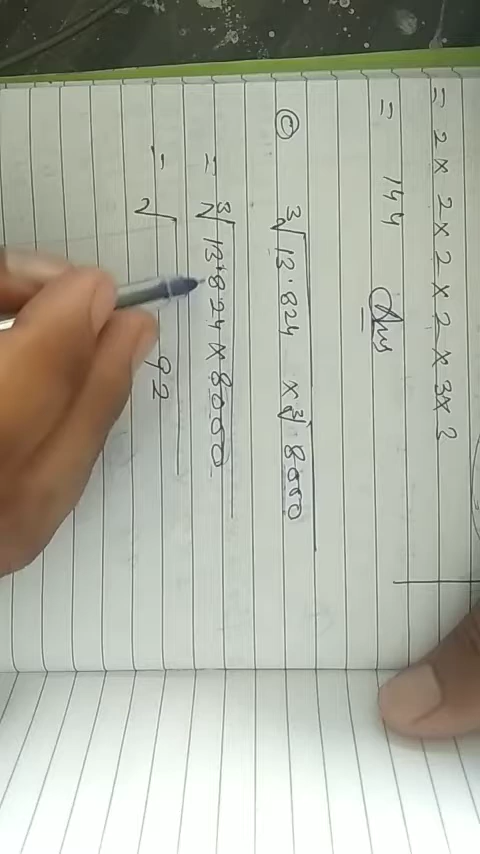 = 2 x 2 x 2 x 2 x 3 x 3
= 144 Ans
© ∛13.824 x ∛8000
= ∛13.824 x 8000
= √ 92